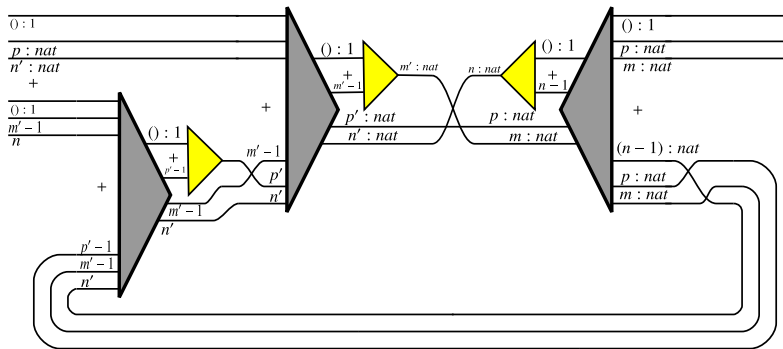 () : 1
p : nat
n′ : nat
+
() : 1
m′ − 1
n
+
() : 1
+
p′ − 1
m′ − 1
n′
p′ − 1
m′ − 1
n′
+
m′ − 1
p′
n′
() : 1
+
m′ − 1
m′ : nat
p′ : nat
n′ : nat
n : nat
() : 1
+
n − 1
p : nat
m : nat
() : 1
p : nat
m : nat
+
(n − 1) : nat
p : nat
m : nat